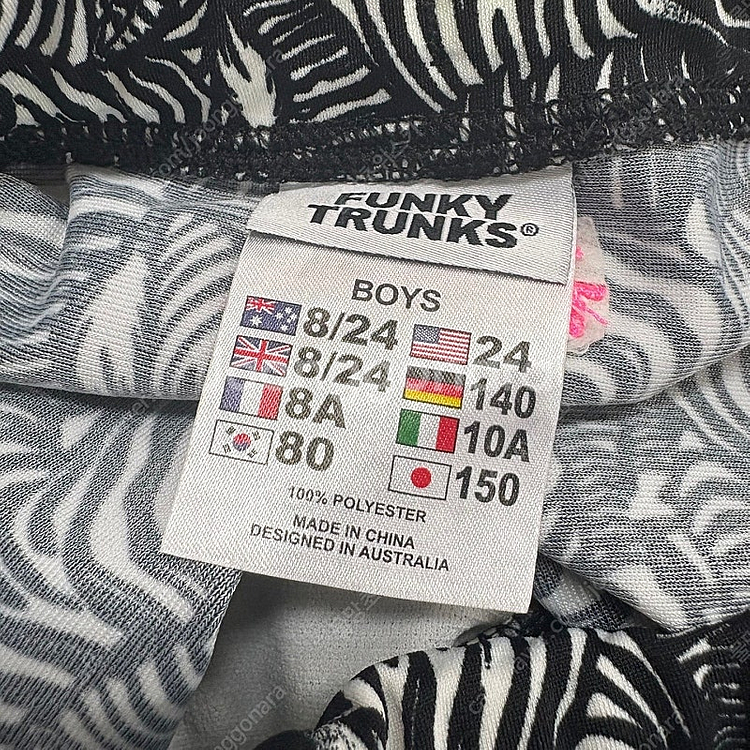 FUNKY
TRUNKS®
BOYS
8/24 24
8/24 140
8A 10A
80 150
100% POLYESTER
MADE IN CHINA
DESIGNED IN AUSTRALIA